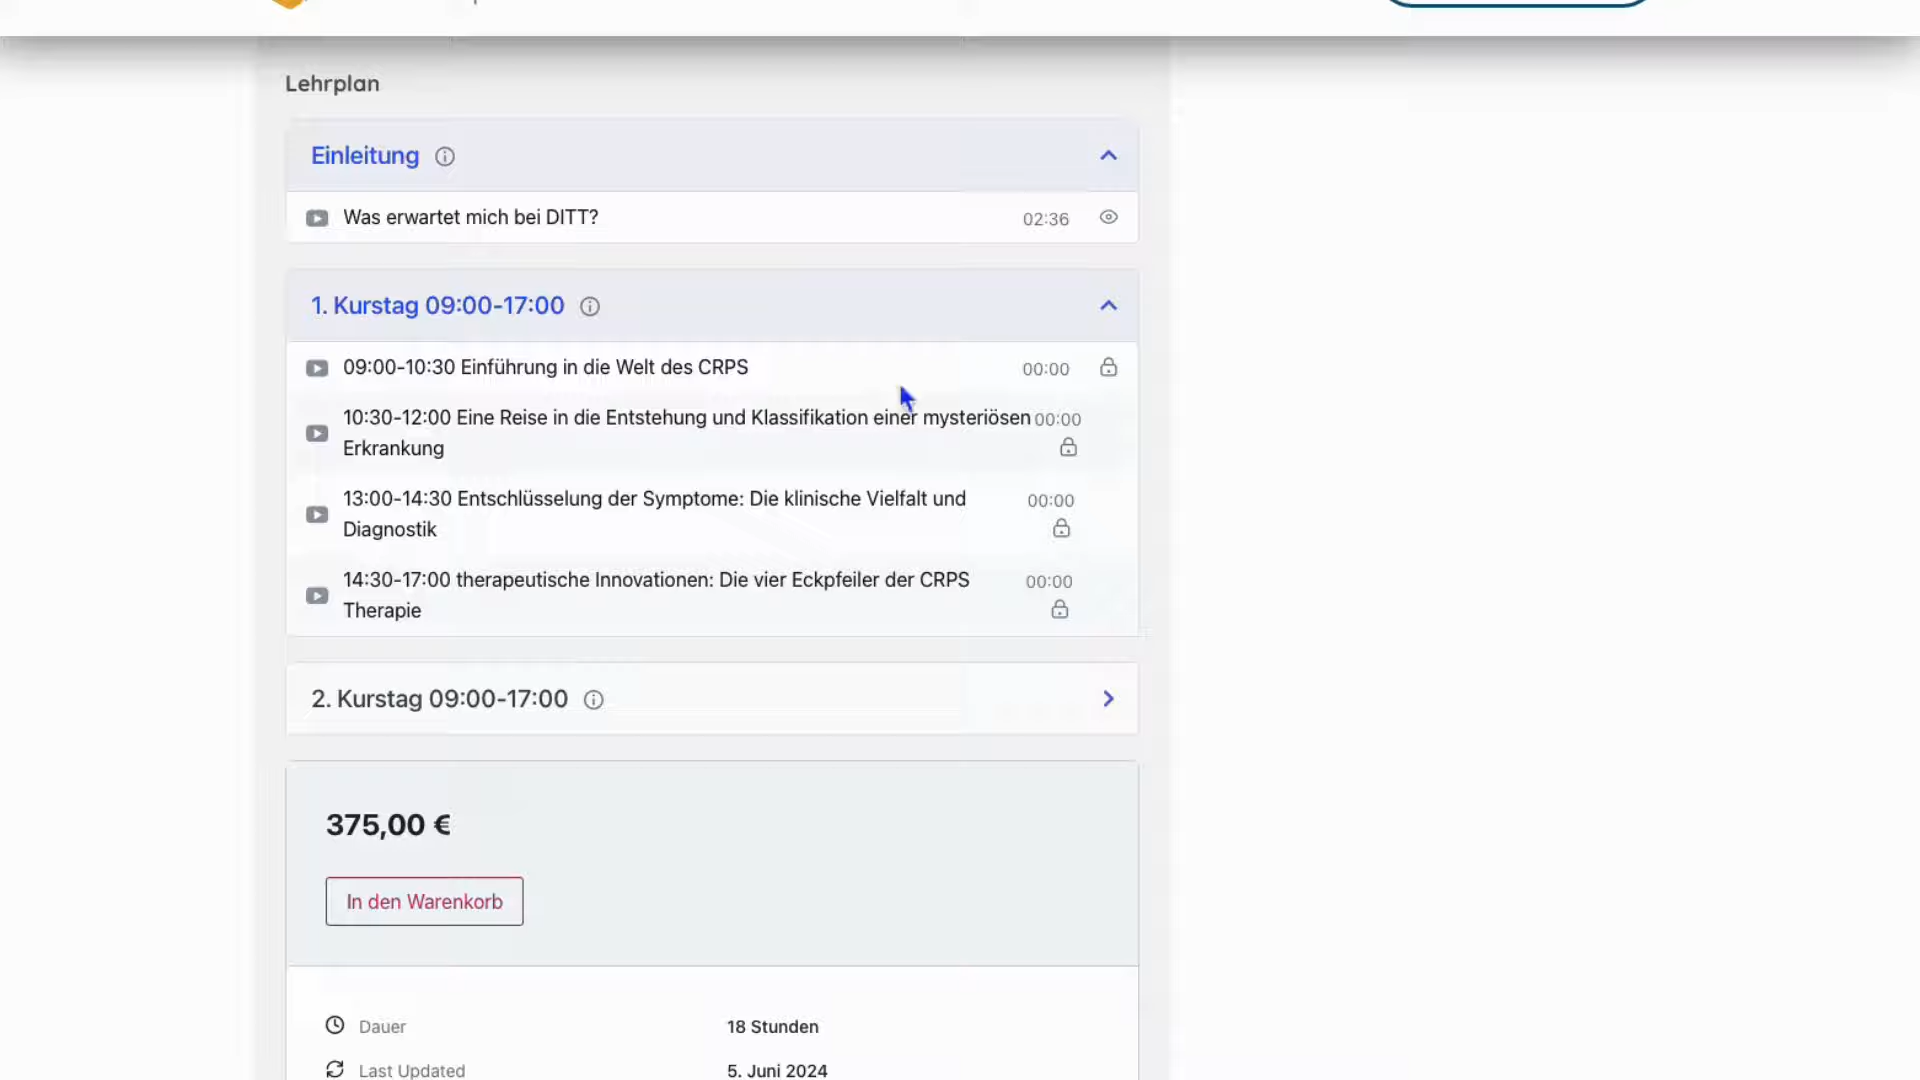 Lehrplan
Einleitung
Was erwartet mich bei DITT?
02:36
1. Kurstag 09:00-17:00
09:00-10:30 Einführung in die Welt des CRPS
00:00
10:30-12:00 Eine Reise in die Entstehung und Klassifikation einer mysteriösen
00:00
Erkrankung
13:00-14:30 Entschlüsselung der Symptome: Die klinische Vielfalt und
00:00
Diagnostik
14:30-17:00 therapeutische Innovationen: Die vier Eckpfeiler der CRPS
00:00
Therapie
2. Kurstag 09:00-17:00
375,00 €
In den Warenkorb
Dauer
18 Stunden
Last Updated
5. Juni 2024